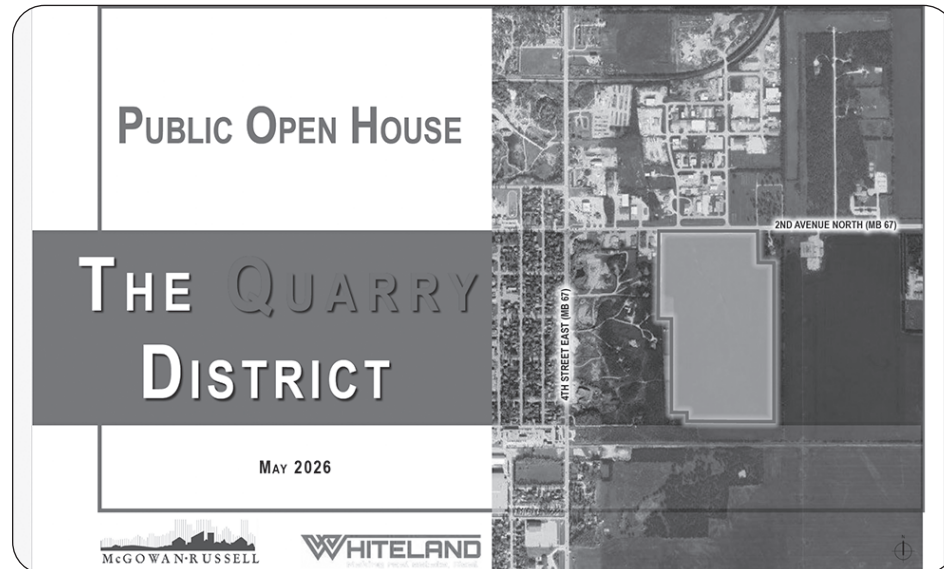 PUBLIC OPEN HOUSE
THE QUARRY
DISTRICT
MAY 2026
MCGOWAN·RUSSELL
WHITELAND
2ND AVENUE NORTH (MB 67)
4TH STREET EAST (MB 67)